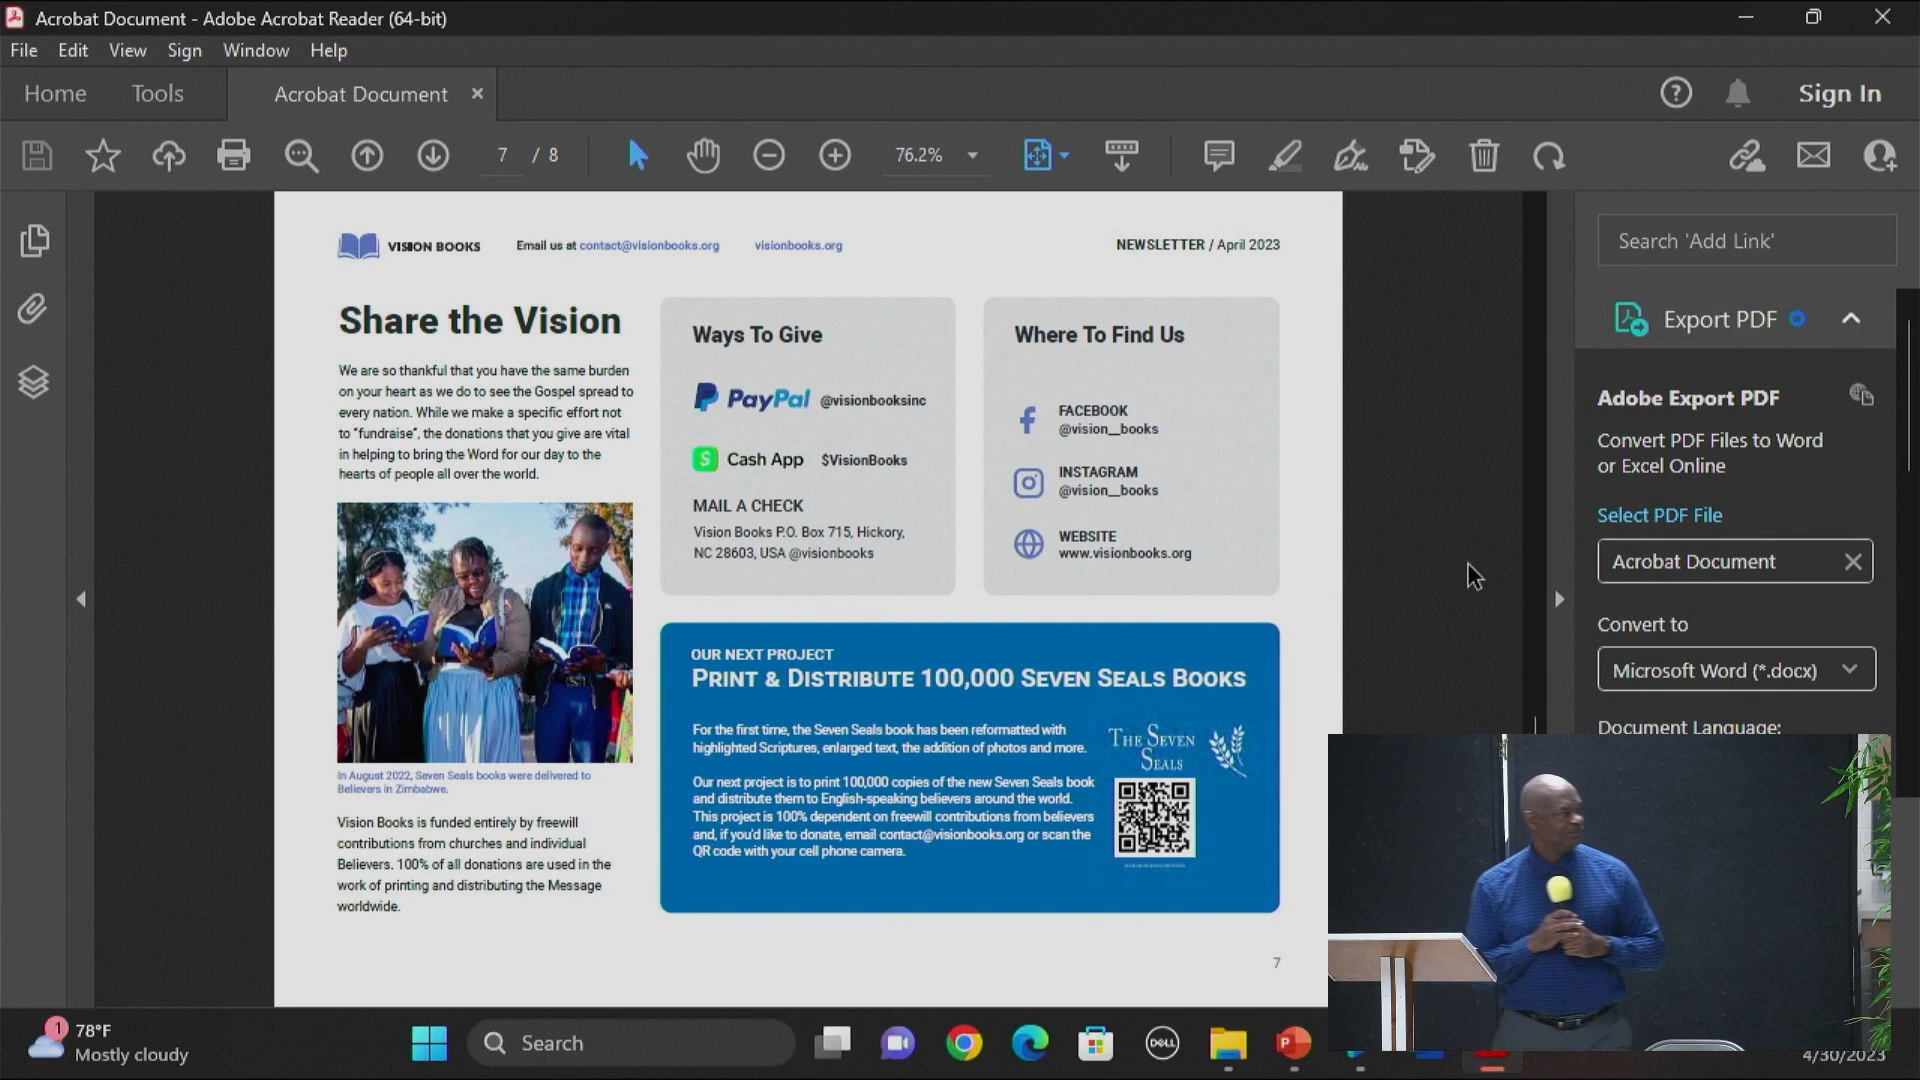 Acrobat Document - Adobe Acrobat Reader (64-bit)
File Edit View Sign Window Help
Home Tools Acrobat Document Sign In
7 / 8 76.2%
VISION BOOKS Email us at contact@visionbooks.org visionbooks.org NEWSLETTER / April 2023
Share the Vision
We are so thankful that you have the same burden
on your heart as we do to see the Gospel spread to
every nation. While we make a specific effort not
to "fundraise", the donations that you give are vital
in helping to bring the Word for our day to the
hearts of people all over the world.
In August 2022, Seven Seals books were delivered to
Believers in Zimbabwe.
Vision Books is funded entirely by freewill
contributions from churches and individual
Believers. 100% of all donations are used in the
work of printing and distributing the Message
worldwide.
Ways To Give
PayPal @visionbooksinc
Cash App $VisionBooks
MAIL A CHECK
Vision Books P.O. Box 715, Hickory,
NC 28603, USA @visionbooks
Where To Find Us
FACEBOOK
@vision__books
INSTAGRAM
@vision__books
WEBSITE
www.visionbooks.org
OUR NEXT PROJECT
PRINT & DISTRIBUTE 100,000 SEVEN SEALS BOOKS
For the first time, the Seven Seals book has been reformatted with
highlighted Scriptures, enlarged text, the addition of photos and more.
Our next project is to print 100,000 copies of the new Seven Seals book
and distribute them to English-speaking believers around the world.
This project is 100% dependent on freewill contributions from believers
and, if you'd like to donate, email contact@visionbooks.org or scan the
QR code with your cell phone camera.
THE SEVEN
SEALS
7
Search 'Add Link'
Export PDF
Adobe Export PDF
Convert PDF Files to Word
or Excel Online
Select PDF File
Acrobat Document
Convert to
Microsoft Word (*.docx)
Document Language:
1
78°F
Mostly cloudy
Search
DELL
4/30/2023